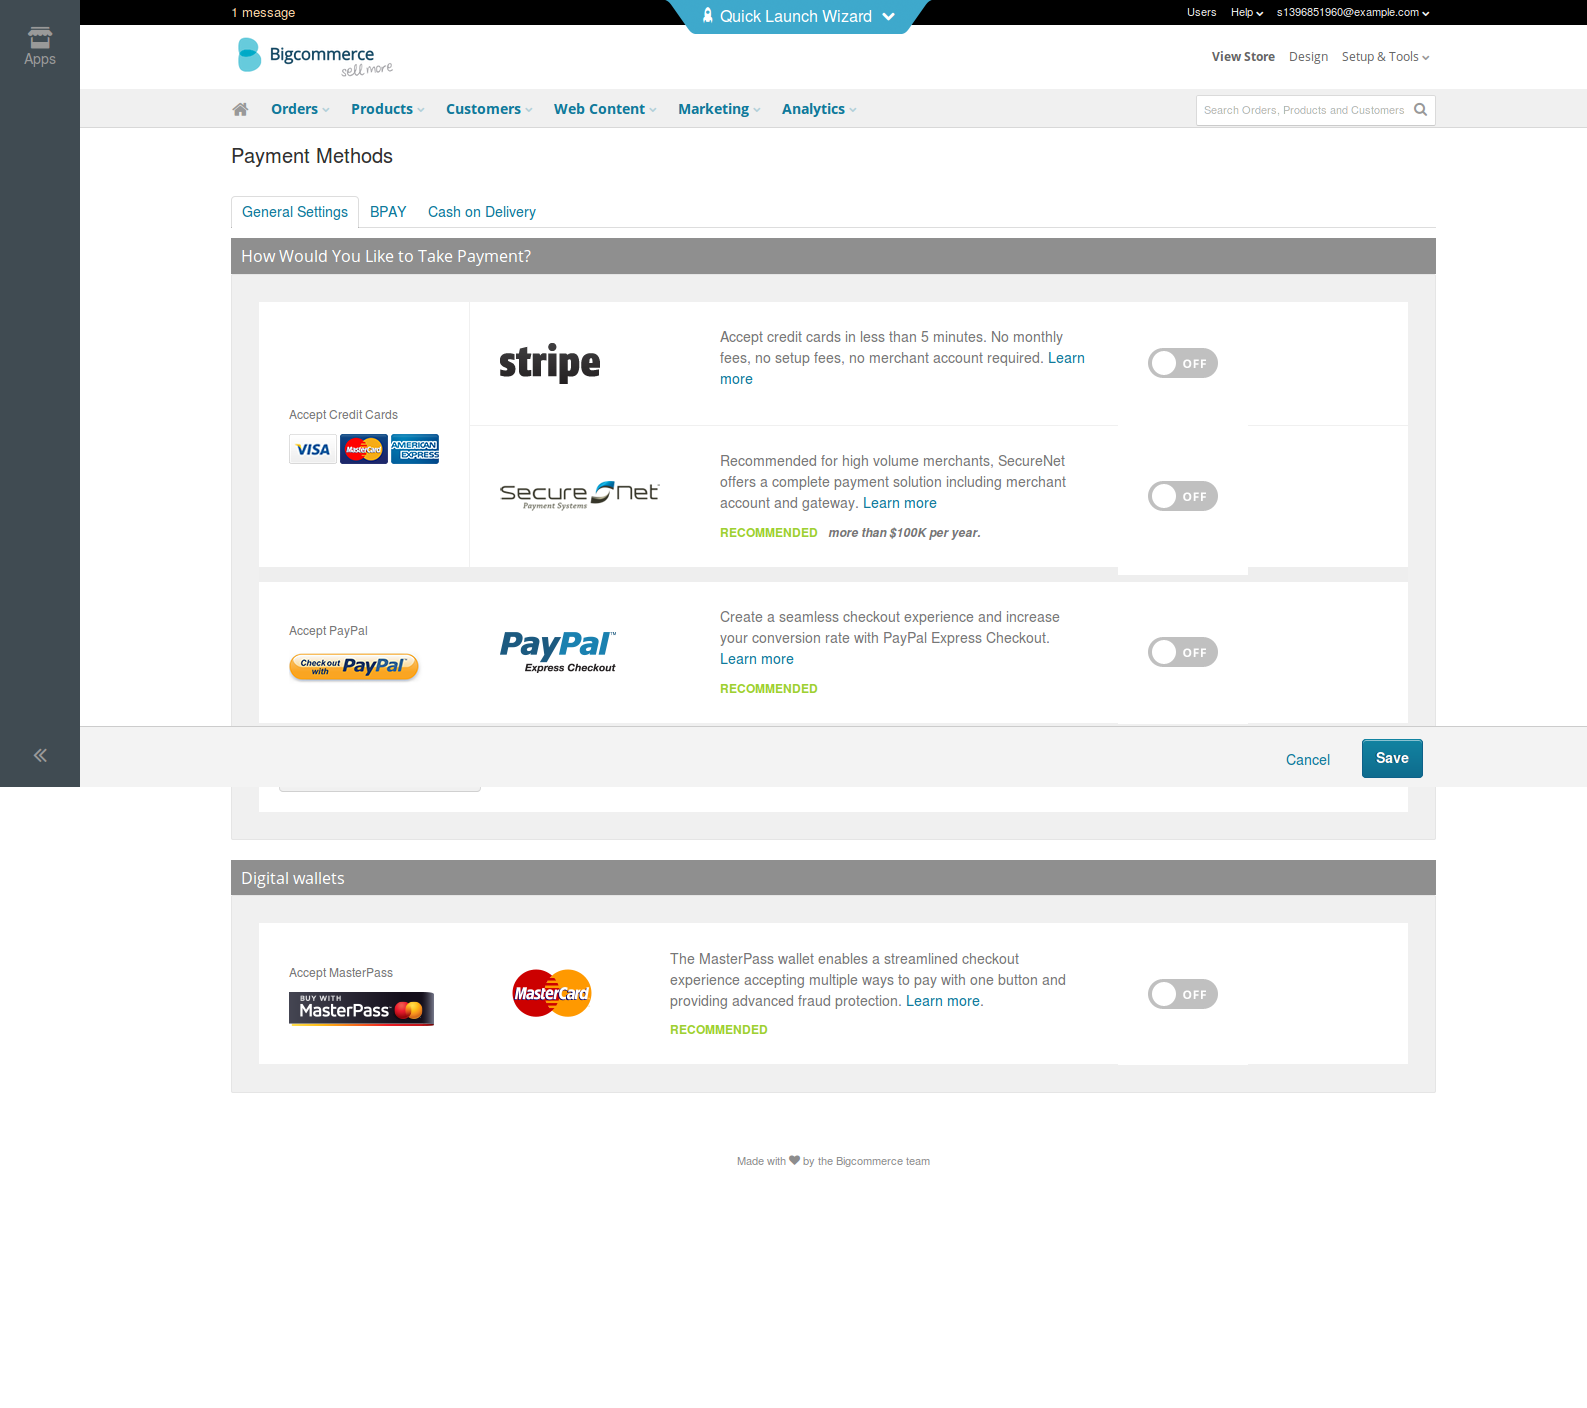 1 message
Quick Launch Wizard
Users Help s1396851960@example.com
Apps
Bigcommerce
sell more
View Store Design Setup & Tools
Orders Products Customers Web Content Marketing Analytics
Search Orders, Products and Customers
Payment Methods
General Settings BPAY Cash on Delivery
How Would You Like to Take Payment?
Accept Credit Cards
VISA MasterCard AMERICAN EXPRESS
stripe
Accept credit cards in less than 5 minutes. No monthly
fees, no setup fees, no merchant account required. Learn
more
OFF
SecureNet
Payment Systems
Recommended for high volume merchants, SecureNet
offers a complete payment solution including merchant
account and gateway. Learn more
RECOMMENDED more than $100K per year.
OFF
Accept PayPal
Check out with PayPal
PayPal™
Express Checkout
Create a seamless checkout experience and increase
your conversion rate with PayPal Express Checkout.
Learn more
RECOMMENDED
OFF
Cancel Save
Digital wallets
Accept MasterPass
BUY WITH
MasterPass
MasterCard
The MasterPass wallet enables a streamlined checkout
experience accepting multiple ways to pay with one button and
providing advanced fraud protection. Learn more.
RECOMMENDED
OFF
Made with ♥ by the Bigcommerce team